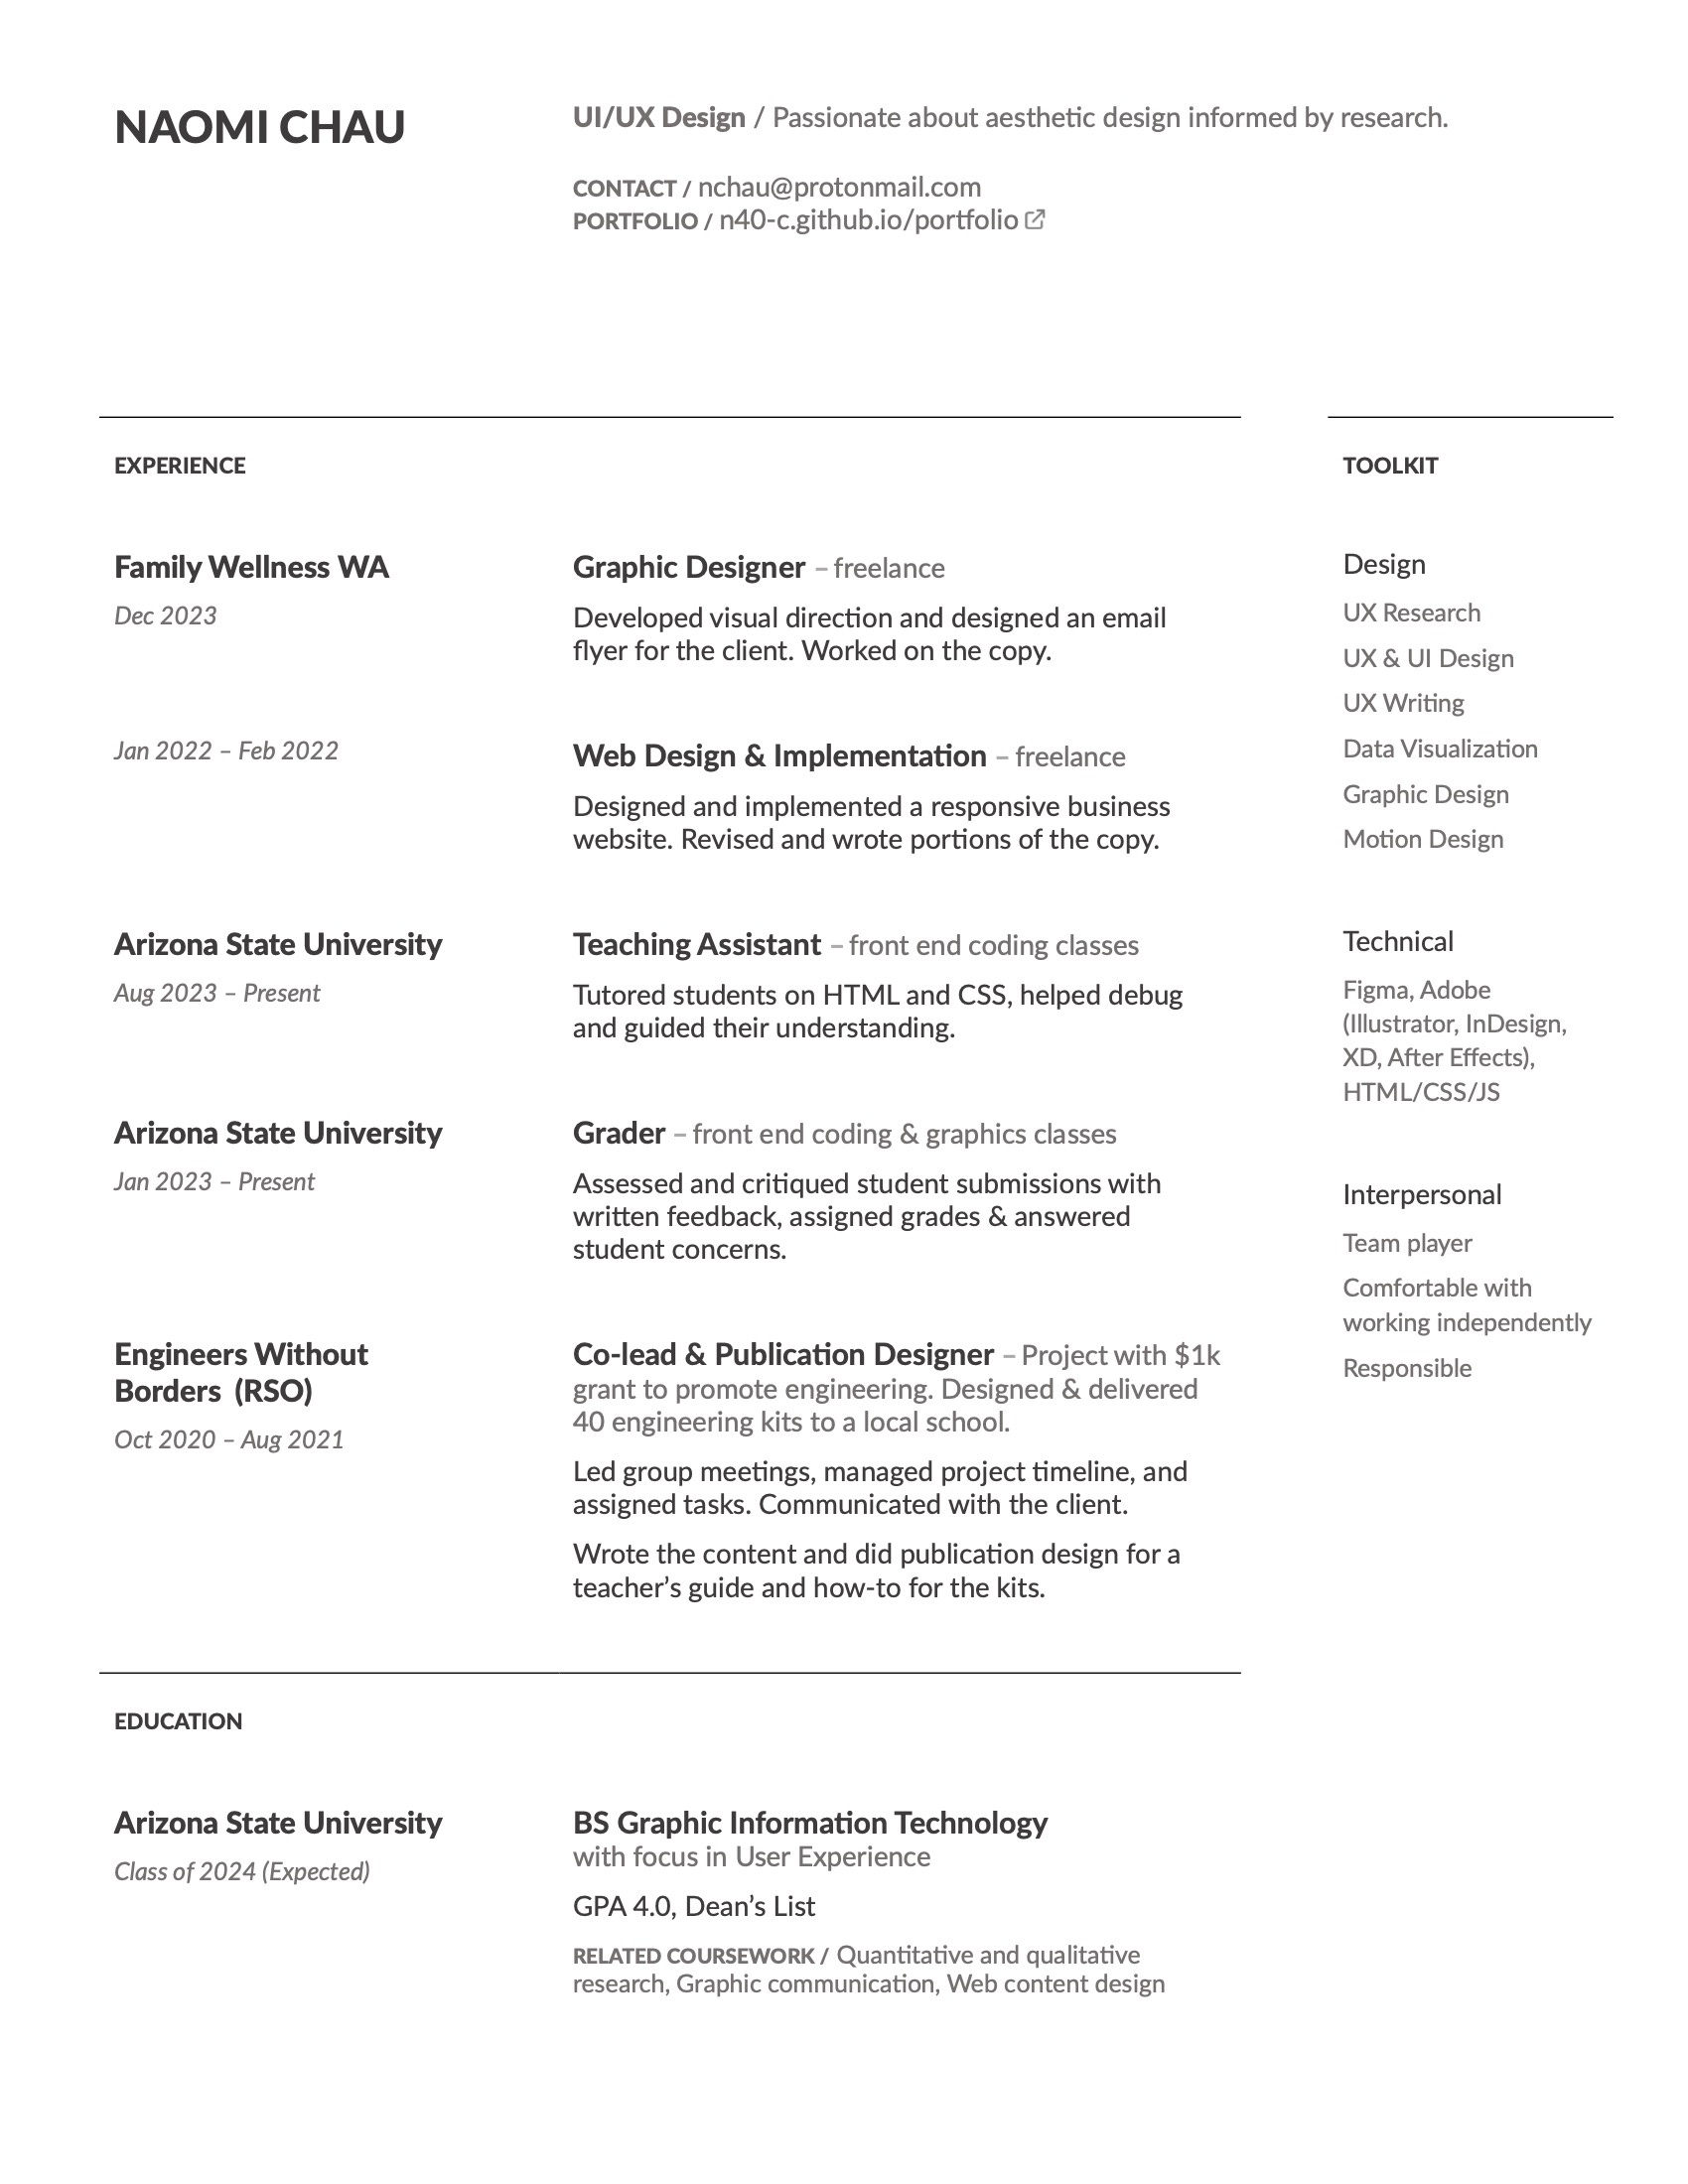 NAOMI CHAU
UI/UX Design / Passionate about aesthetic design informed by research.
CONTACT / nchau@protonmail.com
PORTFOLIO / n40-c.github.io/portfolio
EXPERIENCE
Family Wellness WA
Dec 2023
Graphic Designer – freelance
Developed visual direction and designed an email
flyer for the client. Worked on the copy.
Jan 2022 – Feb 2022
Web Design & Implementation – freelance
Designed and implemented a responsive business
website. Revised and wrote portions of the copy.
Arizona State University
Aug 2023 – Present
Teaching Assistant – front end coding classes
Tutored students on HTML and CSS, helped debug
and guided their understanding.
Arizona State University
Jan 2023 – Present
Grader – front end coding & graphics classes
Assessed and critiqued student submissions with
written feedback, assigned grades & answered
student concerns.
Engineers Without
Borders (RSO)
Oct 2020 – Aug 2021
Co-lead & Publication Designer – Project with $1k
grant to promote engineering. Designed & delivered
40 engineering kits to a local school.
Led group meetings, managed project timeline, and
assigned tasks. Communicated with the client.
Wrote the content and did publication design for a
teacher’s guide and how-to for the kits.
TOOLKIT
Design
UX Research
UX & UI Design
UX Writing
Data Visualization
Graphic Design
Motion Design
Technical
Figma, Adobe
(Illustrator, InDesign,
XD, After Effects),
HTML/CSS/JS
Interpersonal
Team player
Comfortable with
working independently
Responsible
EDUCATION
Arizona State University
Class of 2024 (Expected)
BS Graphic Information Technology
with focus in User Experience
GPA 4.0, Dean’s List
RELATED COURSEWORK / Quantitative and qualitative
research, Graphic communication, Web content design